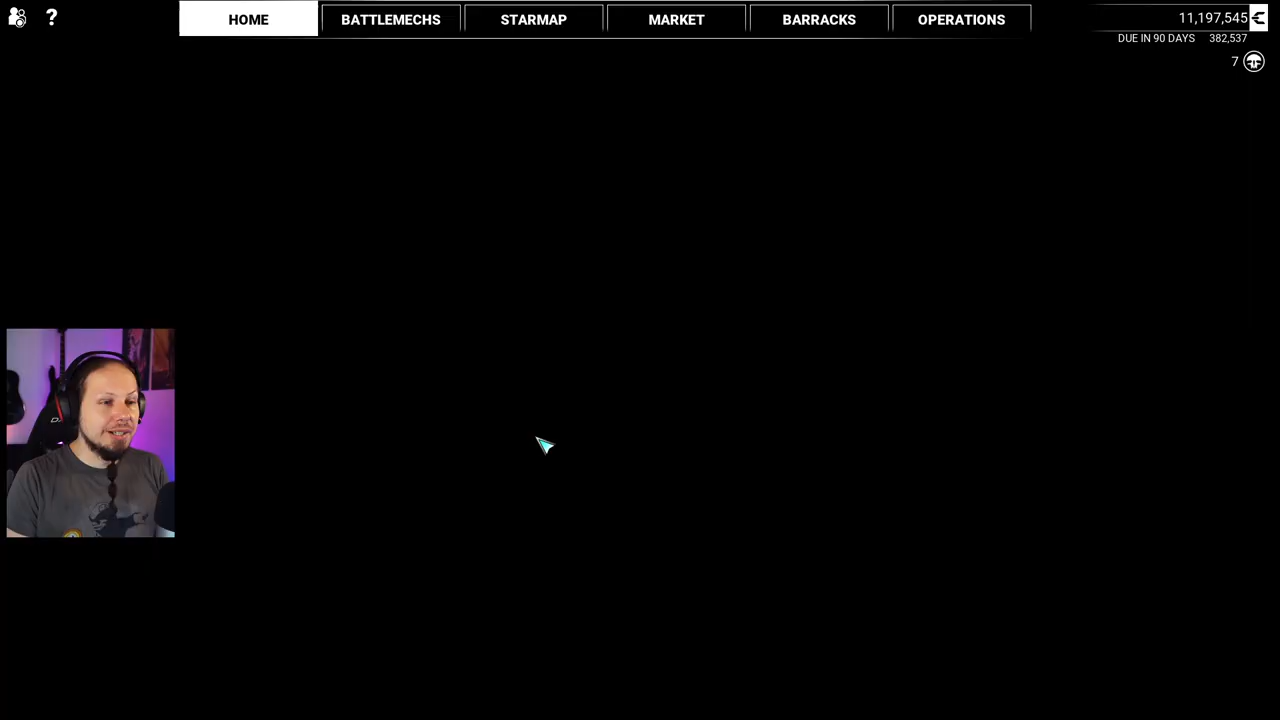 ?
HOME
BATTLEMECHS
STARMAP
MARKET
BARRACKS
OPERATIONS
11,197,545
DUE IN 90 DAYS 382,537
7